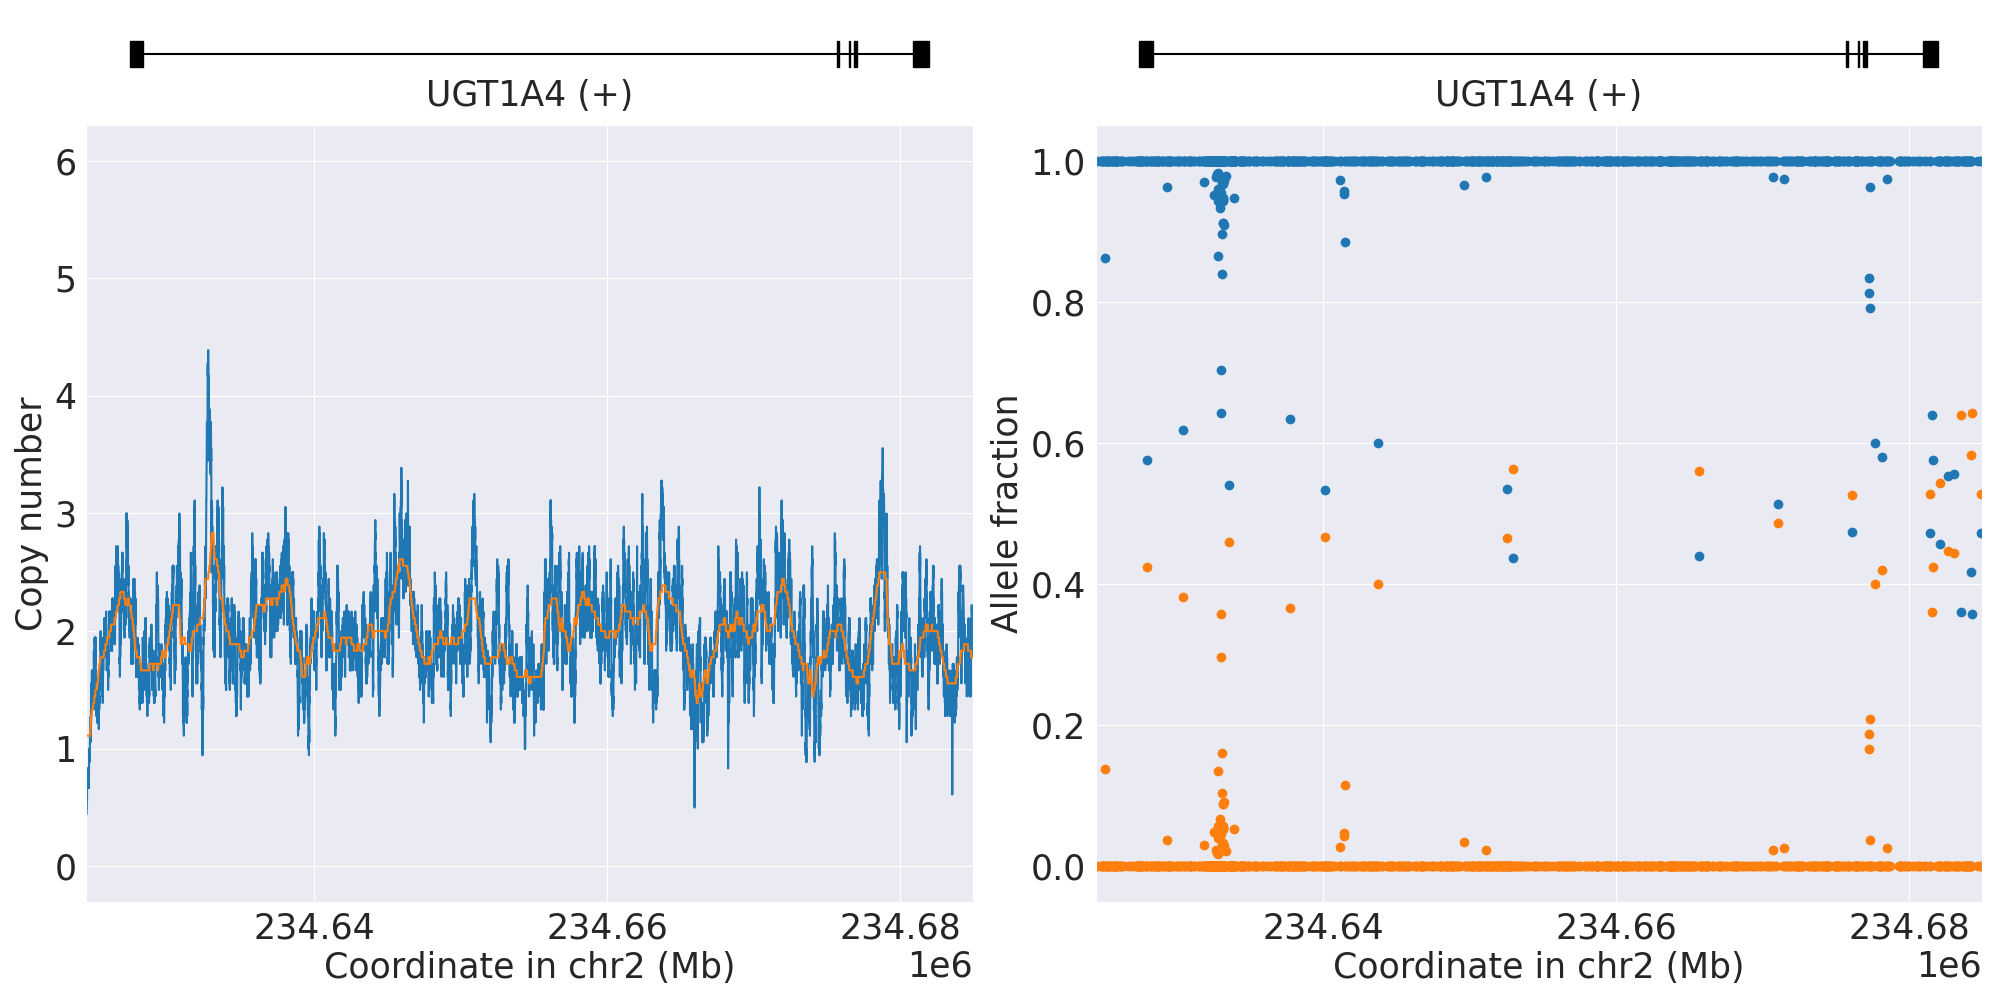 UGT1A4 (+)
6
5
4
3
2
1
0
Copy number
234.64 234.66 234.68
1e6
Coordinate in chr2 (Mb)
UGT1A4 (+)
1.0
0.8
0.6
0.4
0.2
0.0
Allele fraction
234.64 234.66 234.68
1e6
Coordinate in chr2 (Mb)